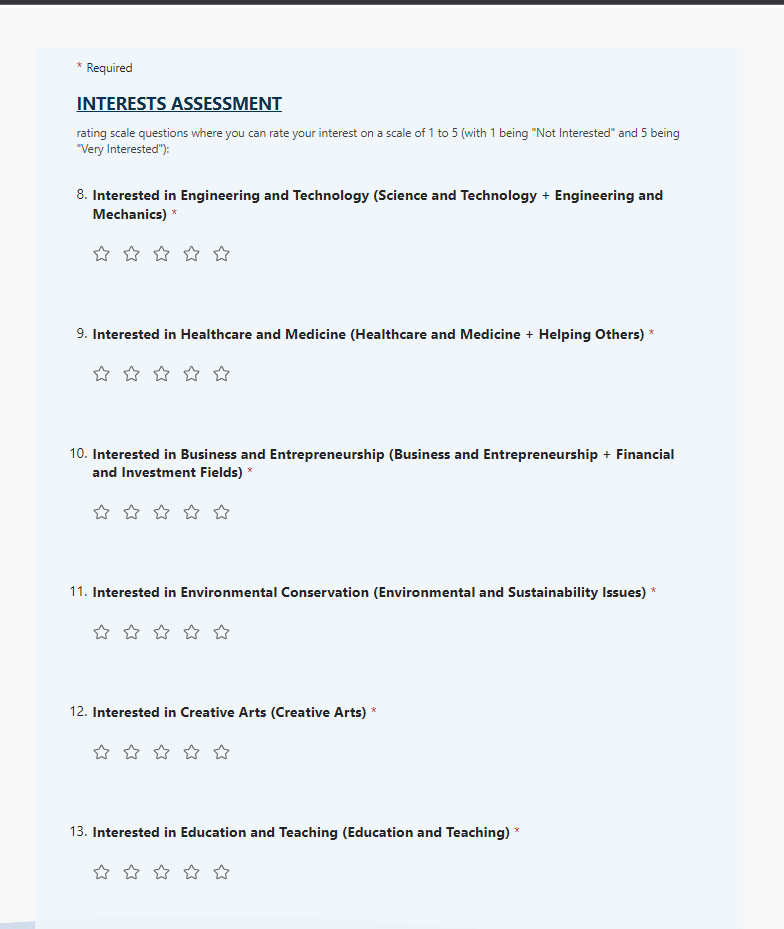 * Required
INTERESTS ASSESSMENT
rating scale questions where you can rate your interest on a scale of 1 to 5 (with 1 being "Not Interested" and 5 being
"Very Interested"):
8. Interested in Engineering and Technology (Science and Technology + Engineering and
Mechanics) *
9. Interested in Healthcare and Medicine (Healthcare and Medicine + Helping Others) *
10. Interested in Business and Entrepreneurship (Business and Entrepreneurship + Financial
and Investment Fields) *
11. Interested in Environmental Conservation (Environmental and Sustainability Issues) *
12. Interested in Creative Arts (Creative Arts) *
13. Interested in Education and Teaching (Education and Teaching) *